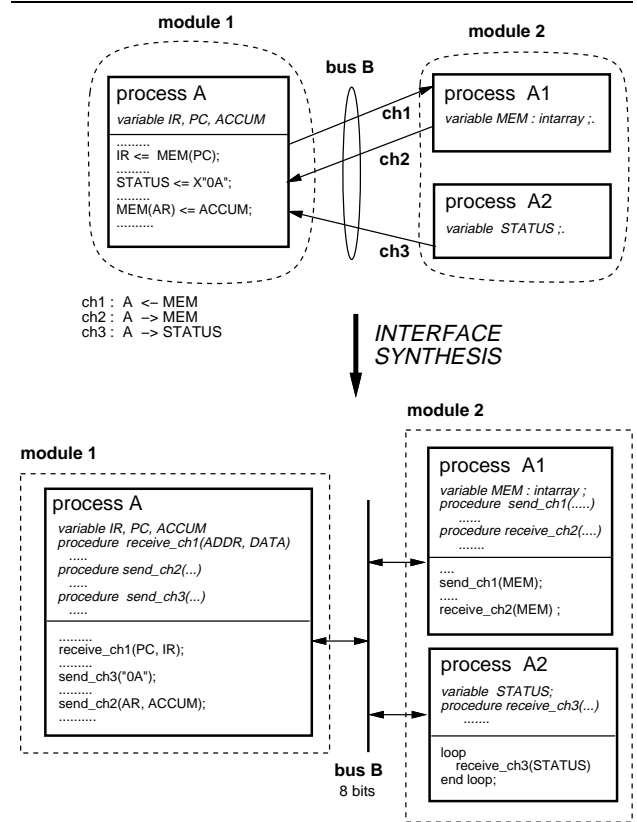 module 1
module 2
bus B
process A
variable IR, PC, ACCUM
.........
IR <= MEM(PC);
.........
STATUS <= X"0A";
.........
MEM(AR) <= ACCUM;
..........
ch1
ch2
ch3
process A1
variable MEM : intarray ;.
process A2
variable STATUS ;.
ch1 : A <− MEM
ch2 : A −> MEM
ch3 : A −> STATUS
INTERFACE
SYNTHESIS
module 1
module 2
process A
variable IR, PC, ACCUM
procedure receive_ch1(ADDR, DATA)
.....
procedure send_ch2(...)
.....
procedure send_ch3(...)
.....
.........
receive_ch1(PC, IR);
.........
send_ch3("0A");
.........
send_ch2(AR, ACCUM);
..........
bus B
8 bits
process A1
variable MEM : intarray ;
procedure send_ch1(.....)
......
procedure receive_ch2(....)
.......
....
send_ch1(MEM);
.....
receive_ch2(MEM) ;
process A2
variable STATUS;
procedure receive_ch3(...)
.......
loop
receive_ch3(STATUS)
end loop;